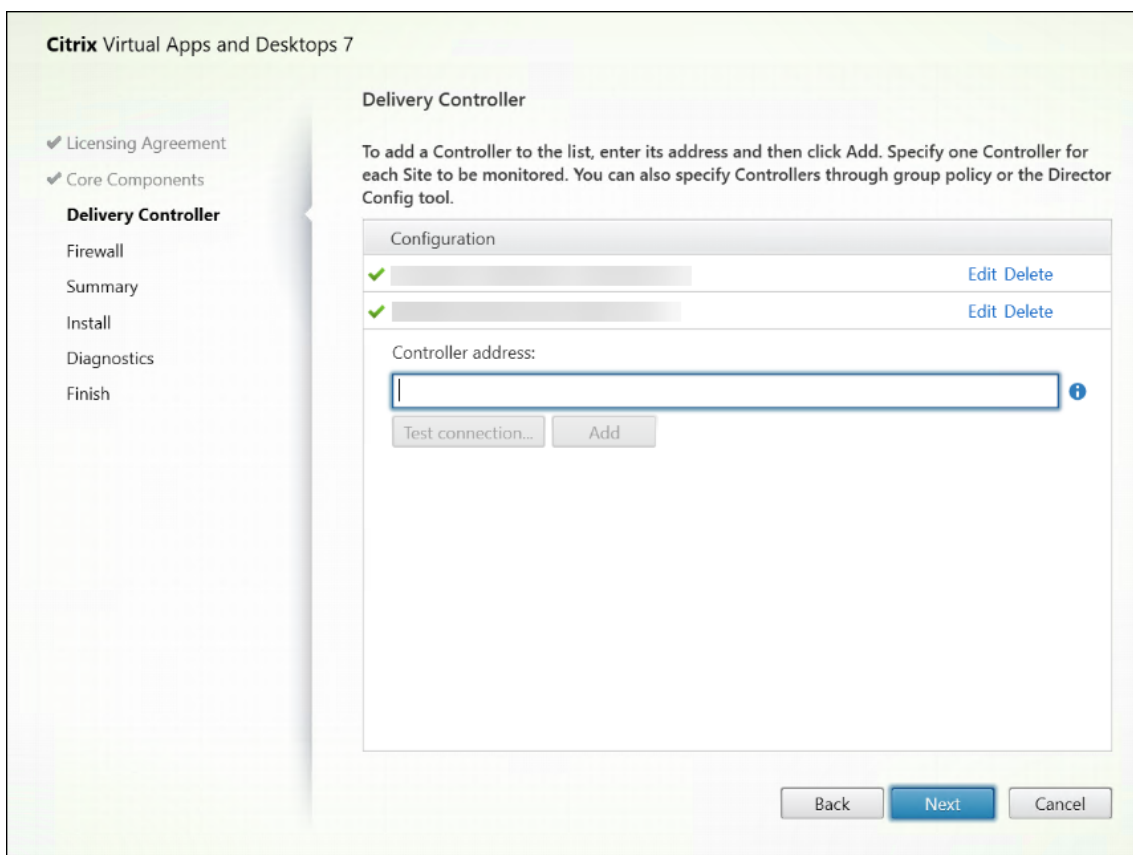 Citrix Virtual Apps and Desktops 7
Licensing Agreement
Core Components
Delivery Controller
Firewall
Summary
Install
Diagnostics
Finish
Delivery Controller
To add a Controller to the list, enter its address and then click Add. Specify one Controller for
each Site to be monitored. You can also specify Controllers through group policy or the Director
Config tool.
Configuration
Edit Delete
Edit Delete
Controller address:
Test connection... Add
Back Next Cancel